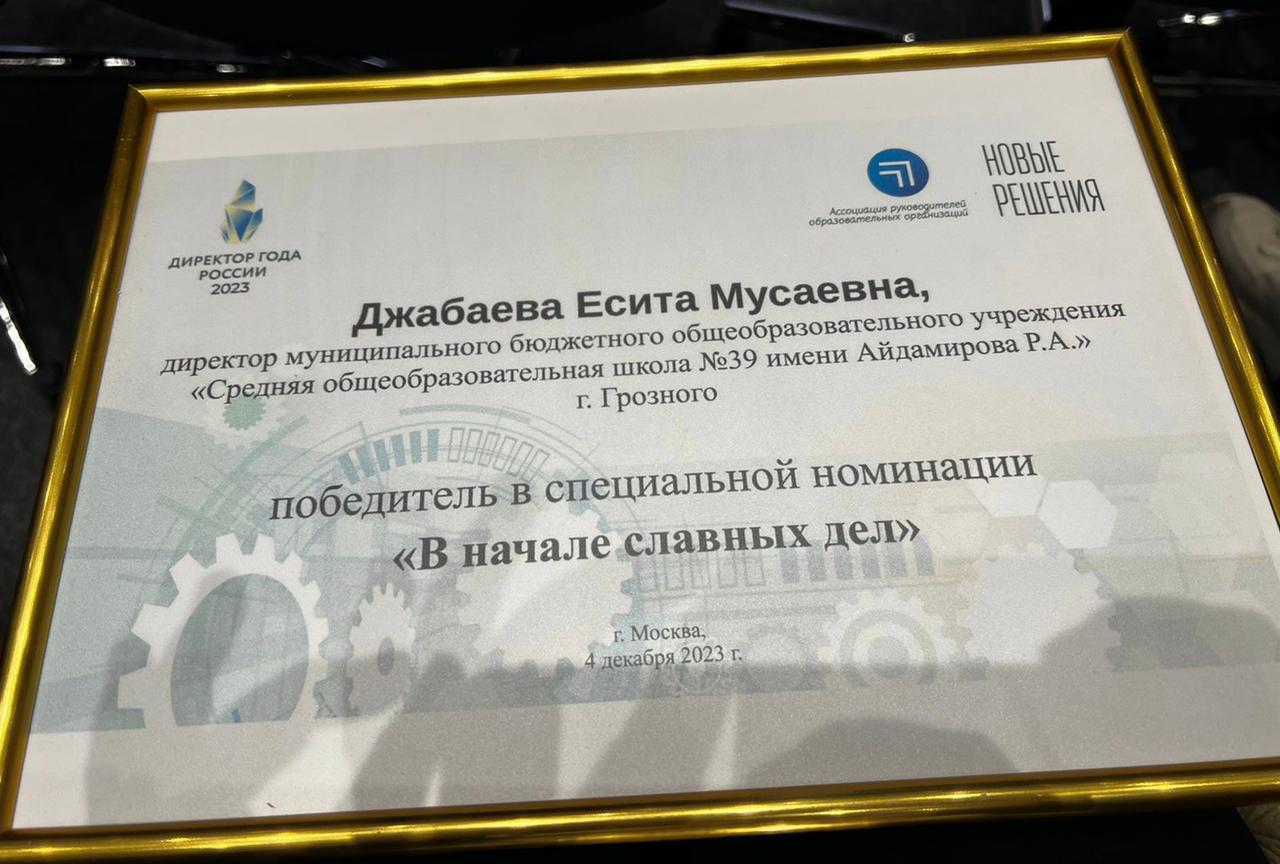 ДИРЕКТОР ГОДА
РОССИИ
2023
Ассоциация руководителей
образовательных организаций
НОВЫЕ
РЕШЕНИЯ
Джабаева Есита Мусаевна,
директор муниципального бюджетного общеобразовательного учреждения
«Средняя общеобразовательная школа №39 имени Айдамирова Р.А.»
г. Грозного
победитель в специальной номинации
«В начале славных дел»
г. Москва,
4 декабря 2023 г.